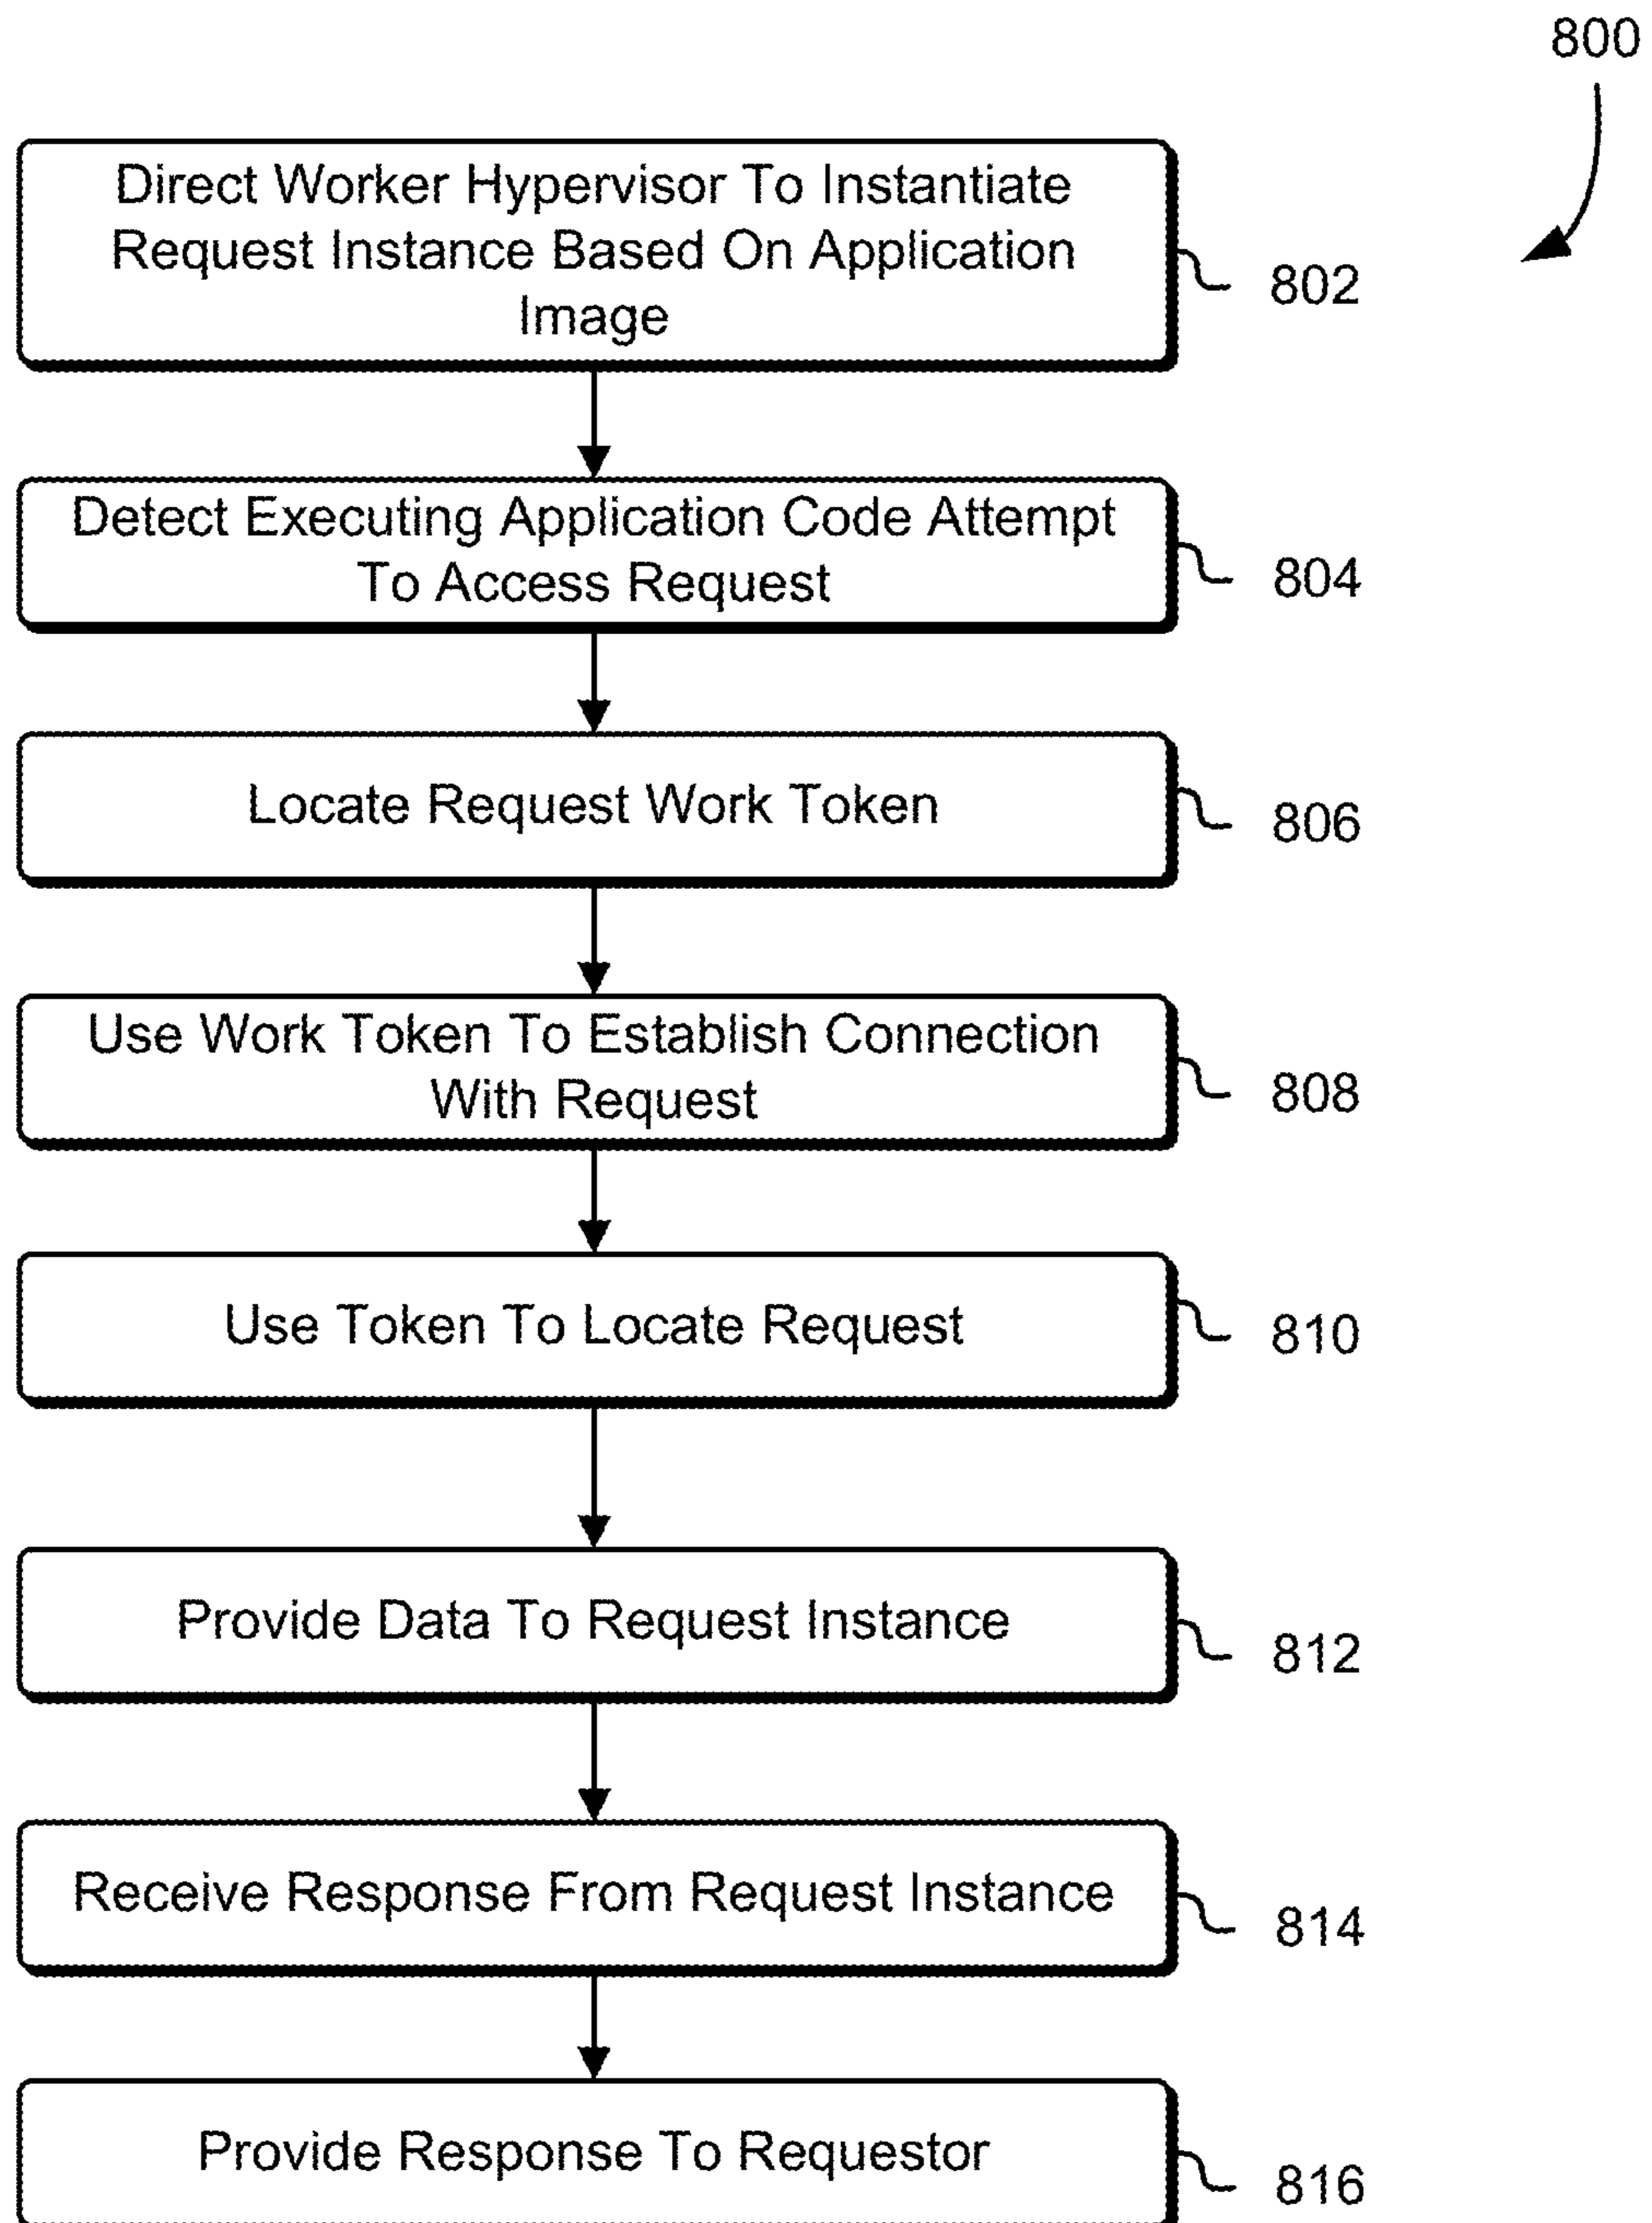 800
Direct Worker Hypervisor To Instantiate
Request Instance Based On Application
Image
802
Detect Executing Application Code Attempt
To Access Request
804
Locate Request Work Token
806
Use Work Token To Establish Connection
With Request
808
Use Token To Locate Request
810
Provide Data To Request Instance
812
Receive Response From Request Instance
814
Provide Response To Requestor
816